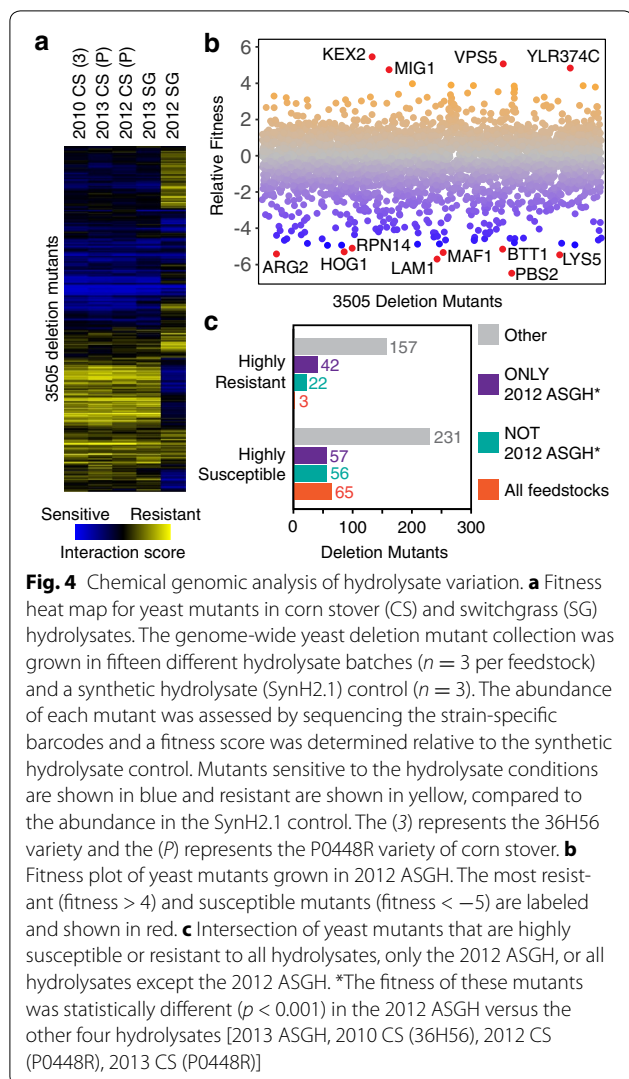 a
2010 CS (3)
2013 CS (P)
2012 CS (P)
2013 SG
2012 SG
3505 deletion mutants
Sensitive Resistant
Interaction score
b
Relative Fitness
6
4
2
0
-2
-4
-6
KEX2
MIG1
VPS5
YLR374C
ARG2
HOG1
RPN14
LAM1
MAF1
BTT1
PBS2
LYS5
3505 Deletion Mutants
c
Highly
Resistant
157
42
22
3
Highly
Susceptible
231
57
56
65
0 100 200 300
Deletion Mutants
Other
ONLY
2012 ASGH*
NOT
2012 ASGH*
All feedstocks
Fig. 4 Chemical genomic analysis of hydrolysate variation. a Fitness
heat map for yeast mutants in corn stover (CS) and switchgrass (SG)
hydrolysates. The genome-wide yeast deletion mutant collection was
grown in fifteen different hydrolysate batches (n = 3 per feedstock)
and a synthetic hydrolysate (SynH2.1) control (n = 3). The abundance
of each mutant was assessed by sequencing the strain-specific
barcodes and a fitness score was determined relative to the synthetic
hydrolysate control. Mutants sensitive to the hydrolysate conditions
are shown in blue and resistant are shown in yellow, compared to
the abundance in the SynH2.1 control. The (3) represents the 36H56
variety and the (P) represents the P0448R variety of corn stover. b
Fitness plot of yeast mutants grown in 2012 ASGH. The most resist-
ant (fitness > 4) and susceptible mutants (fitness < −5) are labeled
and shown in red. c Intersection of yeast mutants that are highly
susceptible or resistant to all hydrolysates, only the 2012 ASGH, or all
hydrolysates except the 2012 ASGH. *The fitness of these mutants
was statistically different (p < 0.001) in the 2012 ASGH versus the
other four hydrolysates [2013 ASGH, 2010 CS (36H56), 2012 CS
(P0448R), 2013 CS (P0448R)]